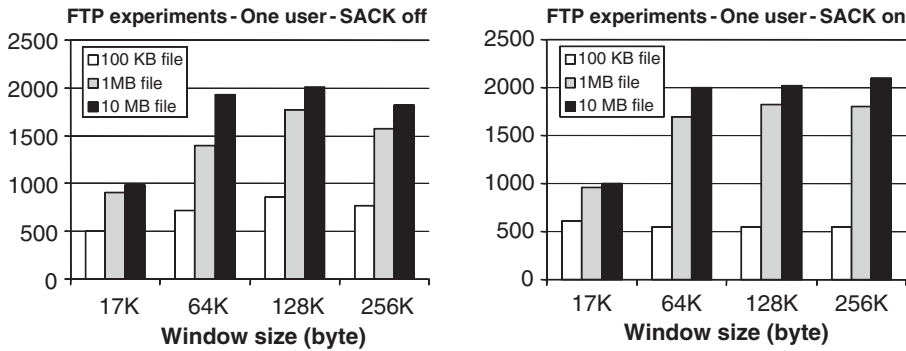 FTP experiments - One user - SACK off
2500
2000
1500
1000
500
0
100 KB file
1MB file
10 MB file
17K 64K 128K 256K
Window size (byte)
FTP experiments - One user - SACK on
2500
2000
1500
1000
500
0
100 KB file
1MB file
10 MB file
17K 64K 128K 256K
Window size (byte)